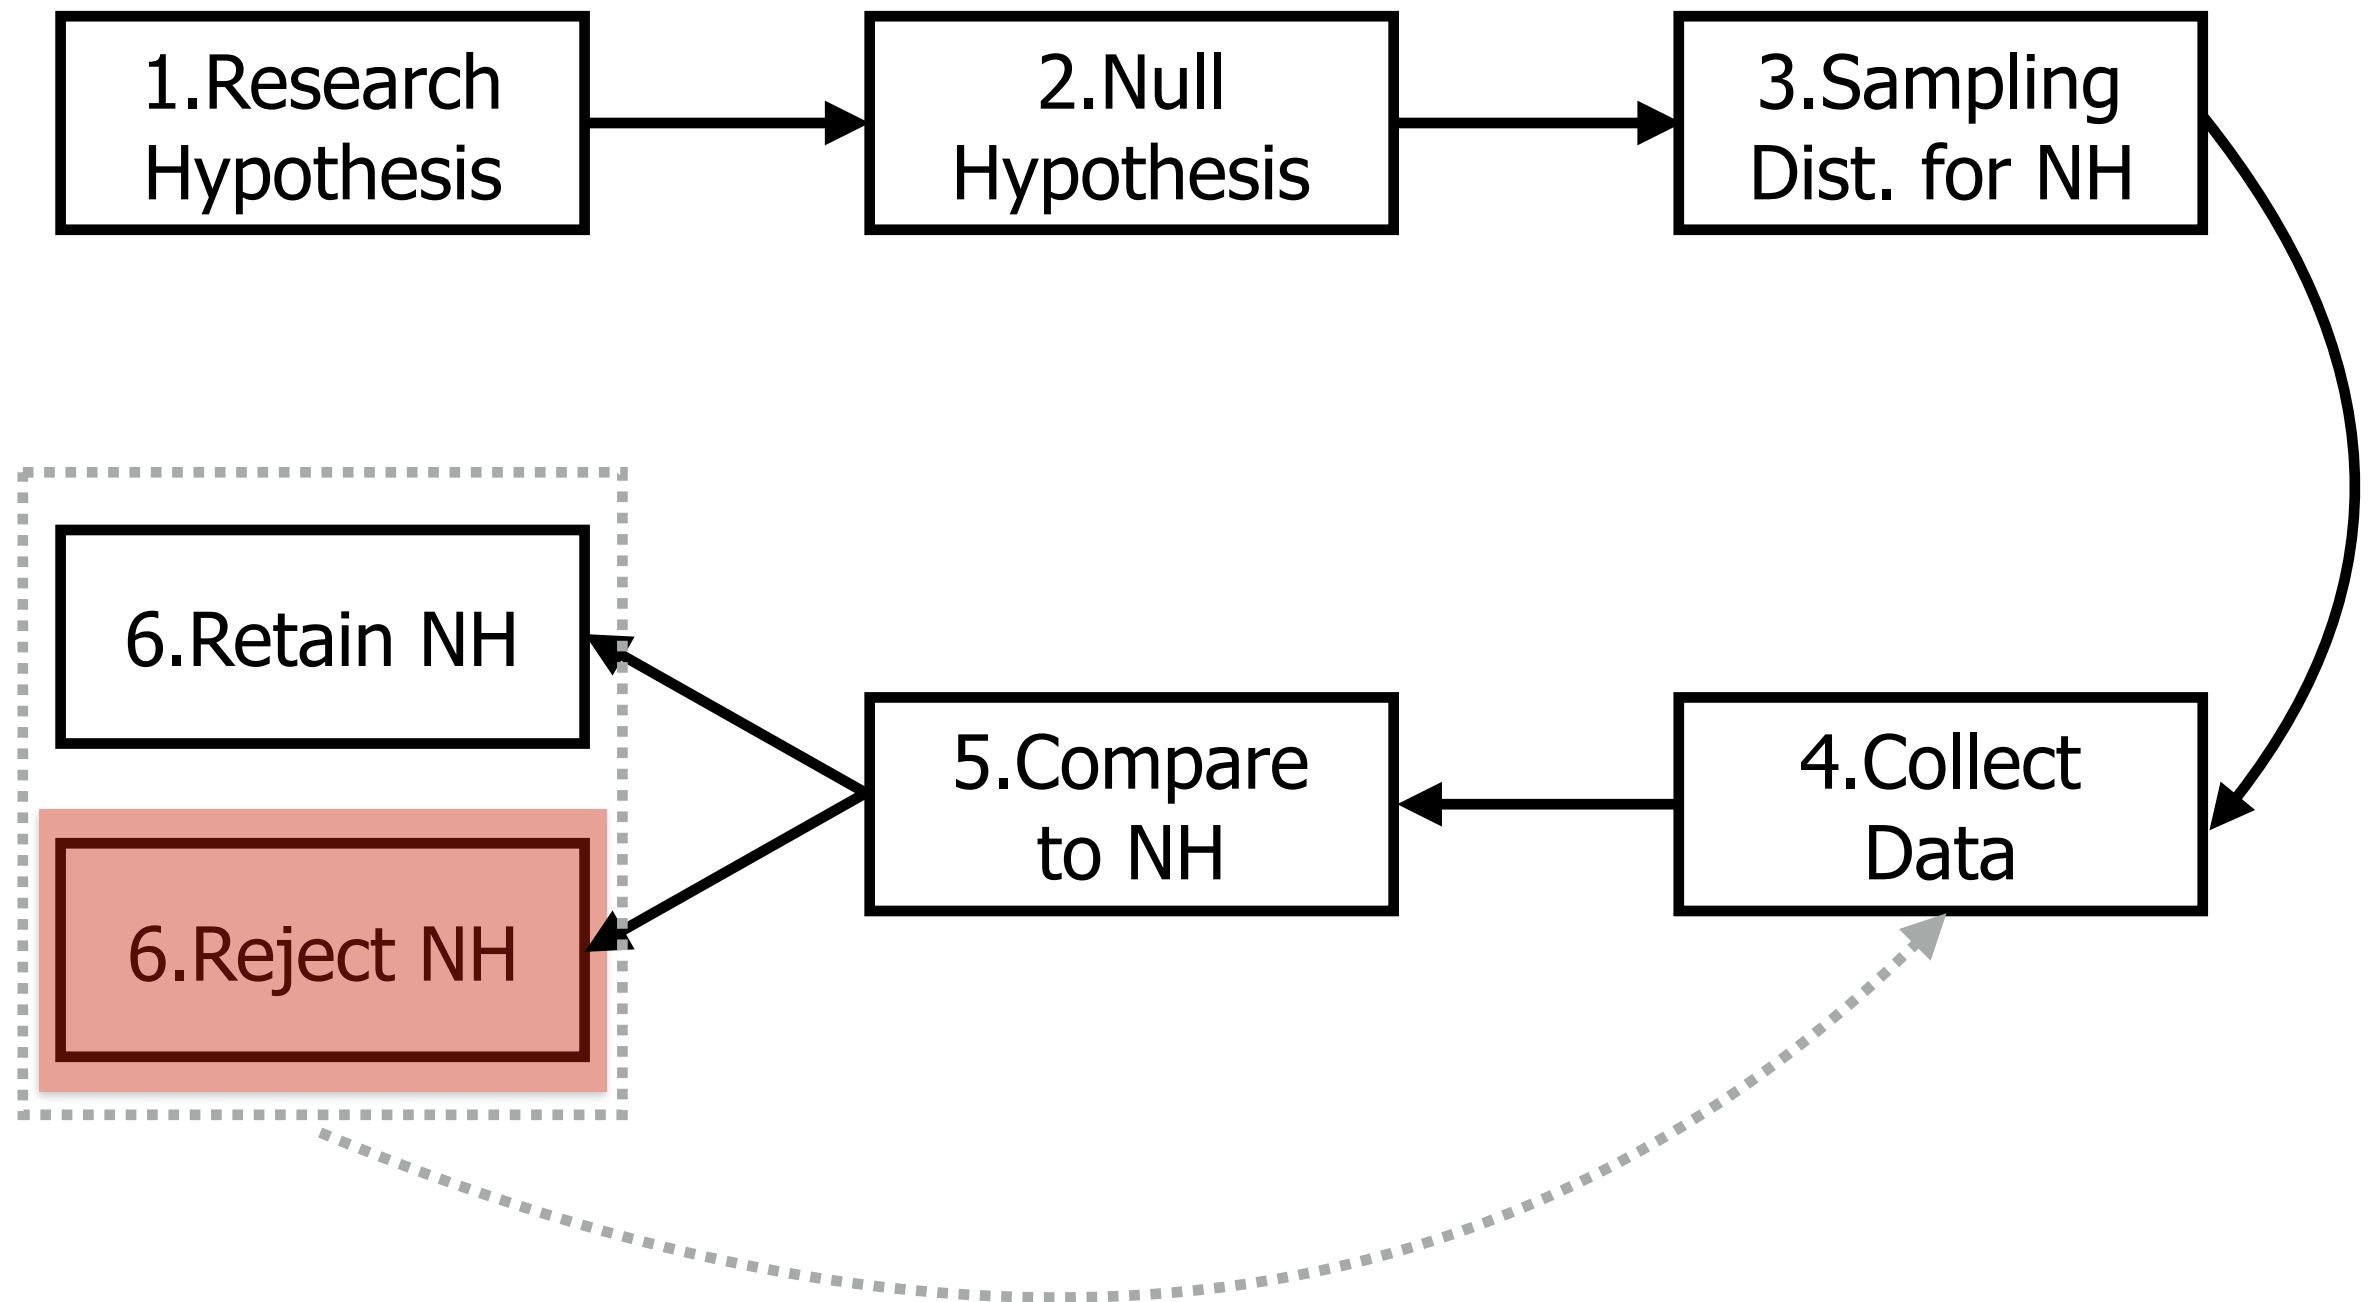 1.Research
Hypothesis
2.Null
Hypothesis
3.Sampling
Dist. for NH
4.Collect
Data
5.Compare
to NH
6.Retain NH
6.Reject NH